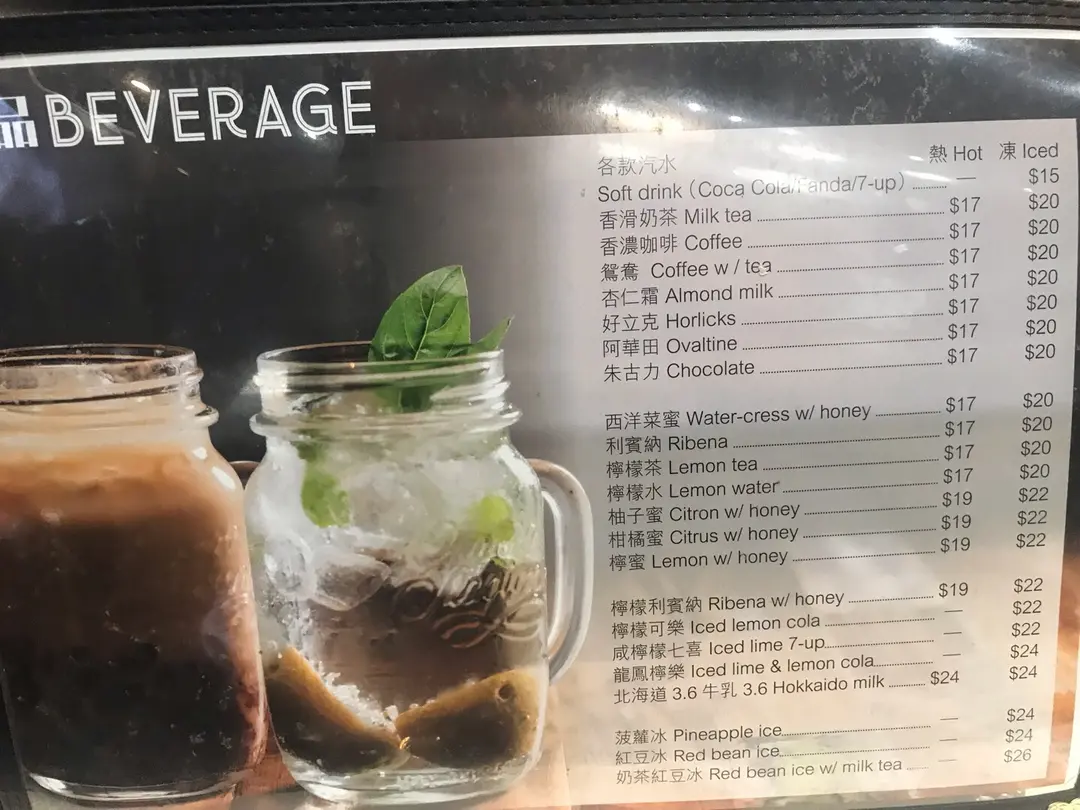 品 BEVERAGE
熱 Hot 凍 Iced
各款汽水
Soft drink (Coca Cola/Fanda/7-up) — $15
香滑奶茶 Milk tea $17 $20
香濃咖啡 Coffee $17 $20
鴛鴦 Coffee w / tea $17 $20
杏仁霜 Almond milk $17 $20
好立克 Horlicks $17 $20
阿華田 Ovaltine $17 $20
朱古力 Chocolate $17 $20
西洋菜蜜 Water-cress w/ honey $17 $20
利賓納 Ribena $17 $20
檸檬茶 Lemon tea $17 $20
檸檬水 Lemon water $17 $20
柚子蜜 Citron w/ honey $19 $22
柑橘蜜 Citrus w/ honey $19 $22
檸蜜 Lemon w/ honey $19 $22
檸檬利賓納 Ribena w/ honey $19 $22
檸檬可樂 Iced lemon cola — $22
咸檸檬七喜 Iced lime 7-up — $22
龍鳳檸樂 Iced lime & lemon cola — $24
北海道 3.6 牛乳 3.6 Hokkaido milk $24 $24
菠蘿冰 Pineapple ice — $24
紅豆冰 Red bean ice — $24
奶茶紅豆冰 Red bean ice w/ milk tea — $26